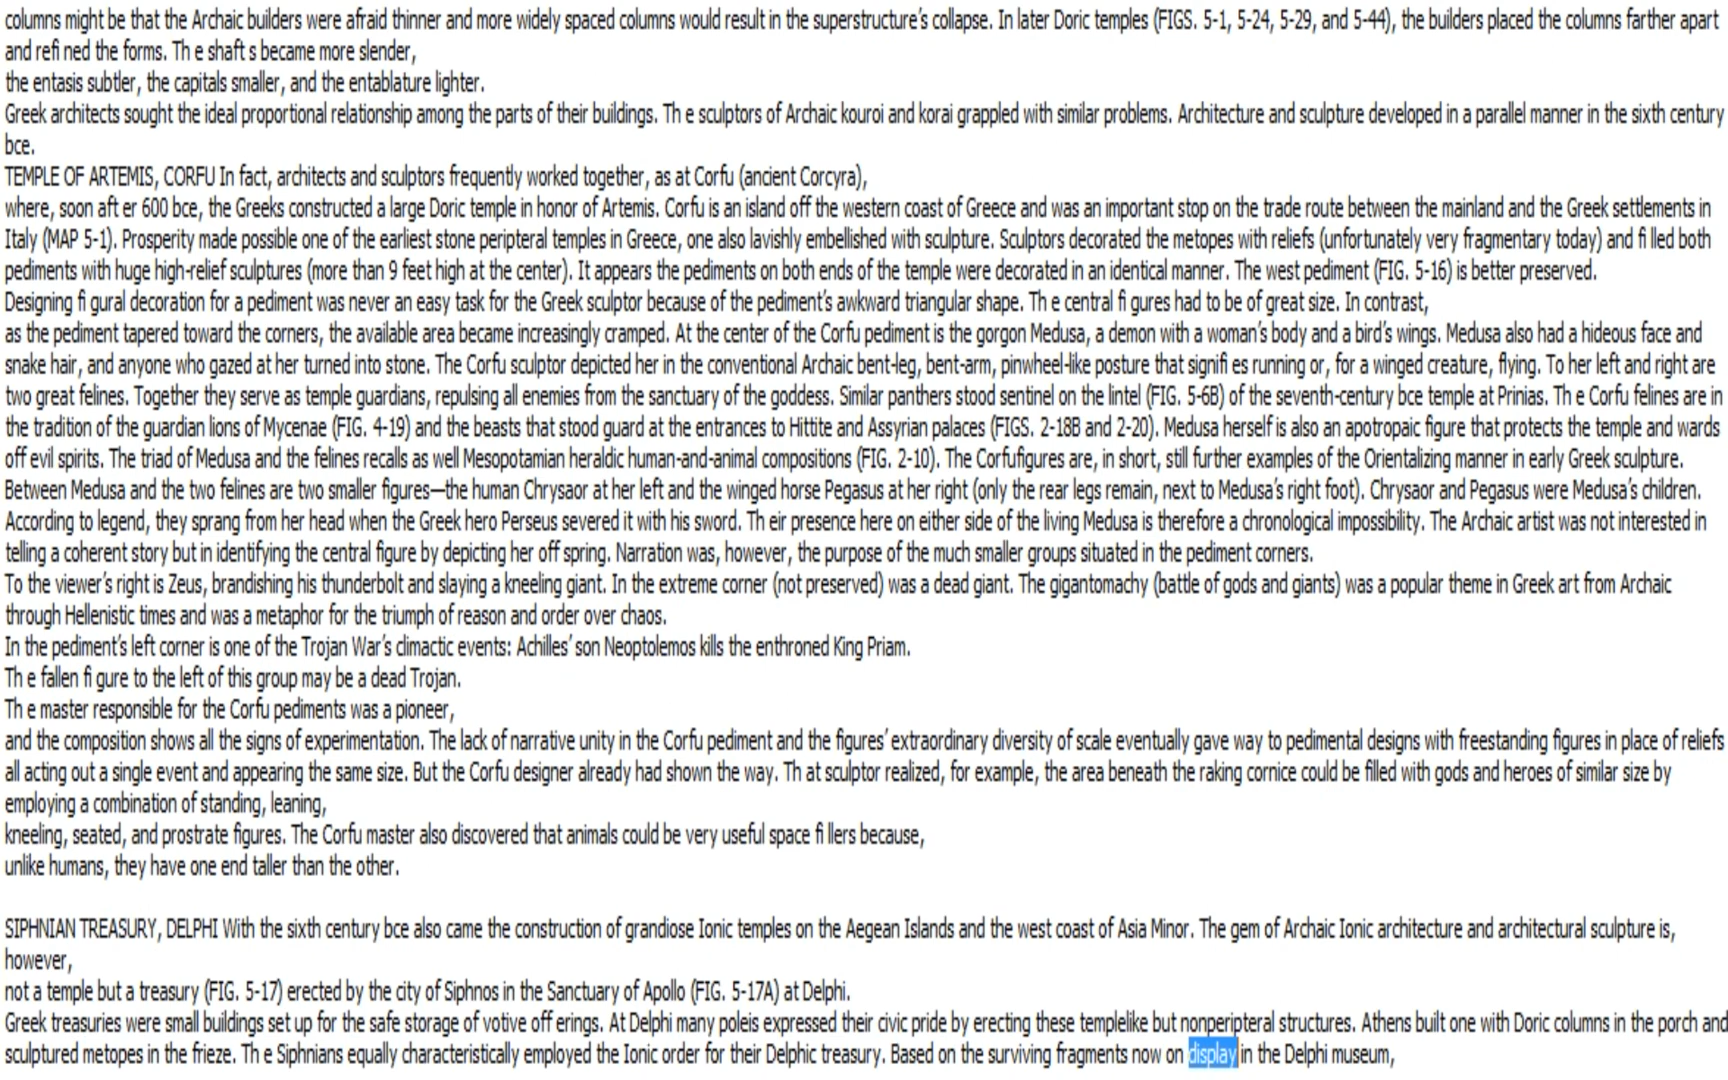 columns might be that the Archaic builders were afraid thinner and more widely spaced columns would result in the superstructure’s collapse. In later Doric temples (FIGS. 5-1, 5-24, 5-29, and 5-44), the builders placed the columns farther apart
and refi ned the forms. Th e shaft s became more slender,
the entasis subtler, the capitals smaller, and the entablature lighter.
Greek architects sought the ideal proportional relationship among the parts of their buildings. Th e sculptors of Archaic kouroi and korai grappled with similar problems. Architecture and sculpture developed in a parallel manner in the sixth century
bce.
TEMPLE OF ARTEMIS, CORFU In fact, architects and sculptors frequently worked together, as at Corfu (ancient Corcyra),
where, soon aft er 600 bce, the Greeks constructed a large Doric temple in honor of Artemis. Corfu is an island off the western coast of Greece and was an important stop on the trade route between the mainland and the Greek settlements in
Italy (MAP 5-1). Prosperity made possible one of the earliest stone peripteral temples in Greece, one also lavishly embellished with sculpture. Sculptors decorated the metopes with reliefs (unfortunately very fragmentary today) and fi lled both
pediments with huge high-relief sculptures (more than 9 feet high at the center). It appears the pediments on both ends of the temple were decorated in an identical manner. The west pediment (FIG. 5-16) is better preserved.
Designing fi gural decoration for a pediment was never an easy task for the Greek sculptor because of the pediment’s awkward triangular shape. Th e central fi gures had to be of great size. In contrast,
as the pediment tapered toward the corners, the available area became increasingly cramped. At the center of the Corfu pediment is the gorgon Medusa, a demon with a woman’s body and a bird’s wings. Medusa also had a hideous face and
snake hair, and anyone who gazed at her turned into stone. The Corfu sculptor depicted her in the conventional Archaic bent-leg, bent-arm, pinwheel-like posture that signifi es running or, for a winged creature, flying. To her left and right are
two great felines. Together they serve as temple guardians, repulsing all enemies from the sanctuary of the goddess. Similar panthers stood sentinel on the lintel (FIG. 5-6B) of the seventh-century bce temple at Prinias. Th e Corfu felines are in
the tradition of the guardian lions of Mycenae (FIG. 4-19) and the beasts that stood guard at the entrances to Hittite and Assyrian palaces (FIGS. 2-18B and 2-20). Medusa herself is also an apotropaic figure that protects the temple and wards
off evil spirits. The triad of Medusa and the felines recalls as well Mesopotamian heraldic human-and-animal compositions (FIG. 2-10). The Corfufigures are, in short, still further examples of the Orientalizing manner in early Greek sculpture.
Between Medusa and the two felines are two smaller figures—the human Chrysaor at her left and the winged horse Pegasus at her right (only the rear legs remain, next to Medusa’s right foot). Chrysaor and Pegasus were Medusa’s children.
According to legend, they sprang from her head when the Greek hero Perseus severed it with his sword. Th eir presence here on either side of the living Medusa is therefore a chronological impossibility. The Archaic artist was not interested in
telling a coherent story but in identifying the central figure by depicting her off spring. Narration was, however, the purpose of the much smaller groups situated in the pediment corners.
To the viewer’s right is Zeus, brandishing his thunderbolt and slaying a kneeling giant. In the extreme corner (not preserved) was a dead giant. The gigantomachy (battle of gods and giants) was a popular theme in Greek art from Archaic
through Hellenistic times and was a metaphor for the triumph of reason and order over chaos.
In the pediment’s left corner is one of the Trojan War’s climactic events: Achilles’ son Neoptolemos kills the enthroned King Priam.
Th e fallen fi gure to the left of this group may be a dead Trojan.
Th e master responsible for the Corfu pediments was a pioneer,
and the composition shows all the signs of experimentation. The lack of narrative unity in the Corfu pediment and the figures’ extraordinary diversity of scale eventually gave way to pedimental designs with freestanding figures in place of reliefs
all acting out a single event and appearing the same size. But the Corfu designer already had shown the way. Th at sculptor realized, for example, the area beneath the raking cornice could be filled with gods and heroes of similar size by
employing a combination of standing, leaning,
kneeling, seated, and prostrate figures. The Corfu master also discovered that animals could be very useful space fi llers because,
unlike humans, they have one end taller than the other.
SIPHNIAN TREASURY, DELPHI With the sixth century bce also came the construction of grandiose Ionic temples on the Aegean Islands and the west coast of Asia Minor. The gem of Archaic Ionic architecture and architectural sculpture is,
however,
not a temple but a treasury (FIG. 5-17) erected by the city of Siphnos in the Sanctuary of Apollo (FIG. 5-17A) at Delphi.
Greek treasuries were small buildings set up for the safe storage of votive off erings. At Delphi many poleis expressed their civic pride by erecting these templelike but nonperipteral structures. Athens built one with Doric columns in the porch and
sculptured metopes in the frieze. Th e Siphnians equally characteristically employed the Ionic order for their Delphic treasury. Based on the surviving fragments now on display in the Delphi museum,